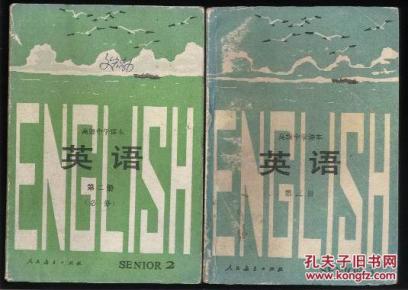 ENGLISH
高级中学课本
英语
第二册
(必修)
人民教育出版社
SENIOR 2
ENGLISH
高级中学课本
英语
第一册
人民教育出版社
孔夫子旧书网
KONGFZ.COM